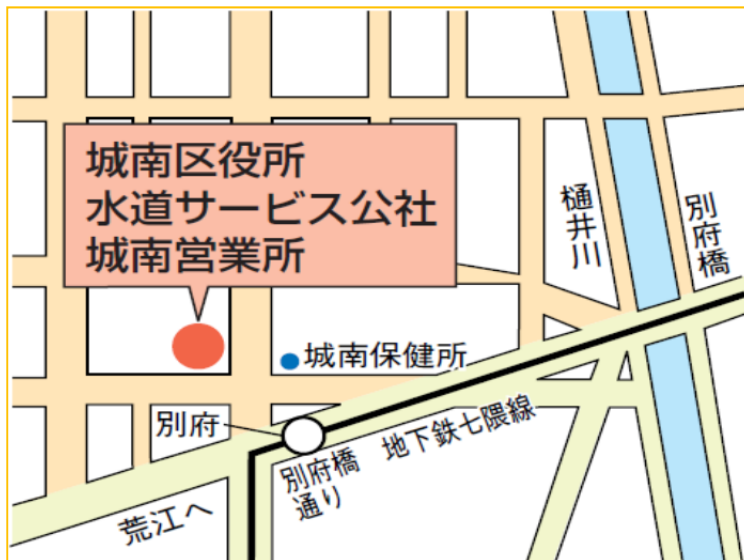 城南区役所
水道サービス公社
城南営業所
樋井川
別府橋
城南保健所
別府
地下鉄七隈線
別府橋
通り
荒江へ